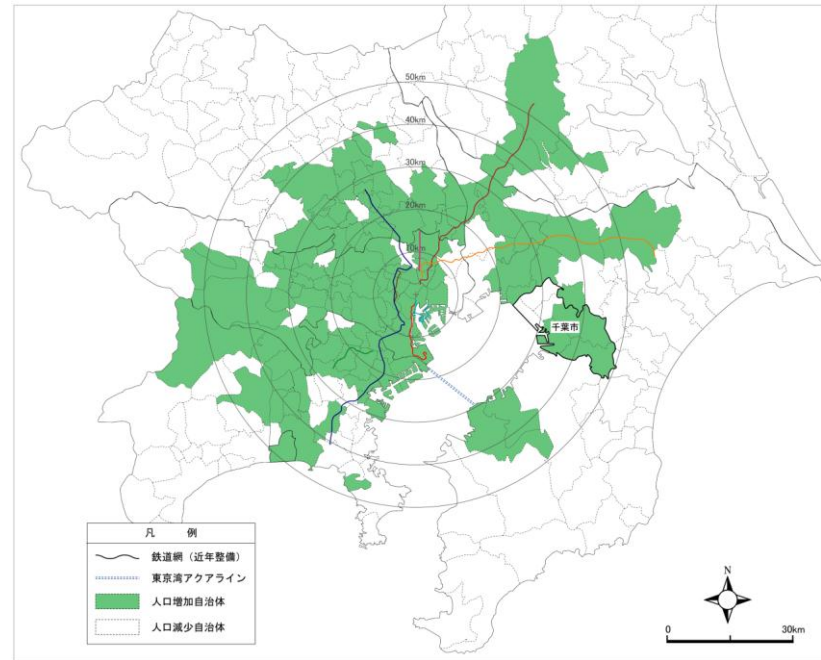 50km
40km
30km
20km
10km
千葉市
凡 例
鉄道網（近年整備）
東京湾アクアライン
人口増加自治体
人口減少自治体
N
0 30km